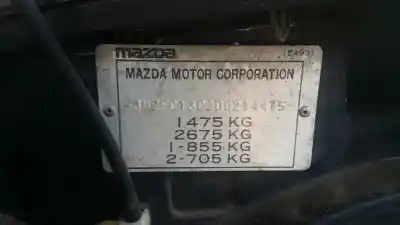 mazda
MAZDA MOTOR CORPORATION
1475 KG
2675 KG
1-855 KG
2-705 KG